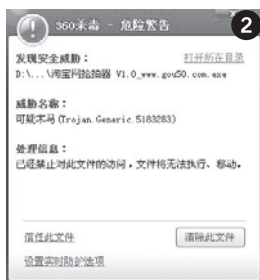 360杀毒 - 危险警告
2
发现安全威胁：
打开所在目录
D:\...\淘宝网拍拍器 V1.0_www.gou50.com.exe
威胁名称：
可疑木马(Trojan.Generic.5183283)
处理信息：
已经禁止对此文件的访问，文件将无法执行、移动。
信任此文件
清除此文件
设置实时防护选项